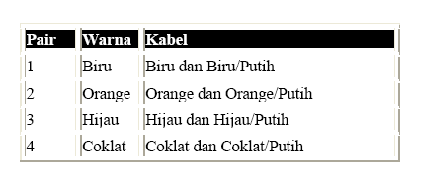 Pair Warna Kabel
1 Biru Biru dan Biru/Putih
2 Orange Orange dan Orange/Putih
3 Hijau Hijau dan Hijau/Putih
4 Coklat Coklat dan Coklat/Putih